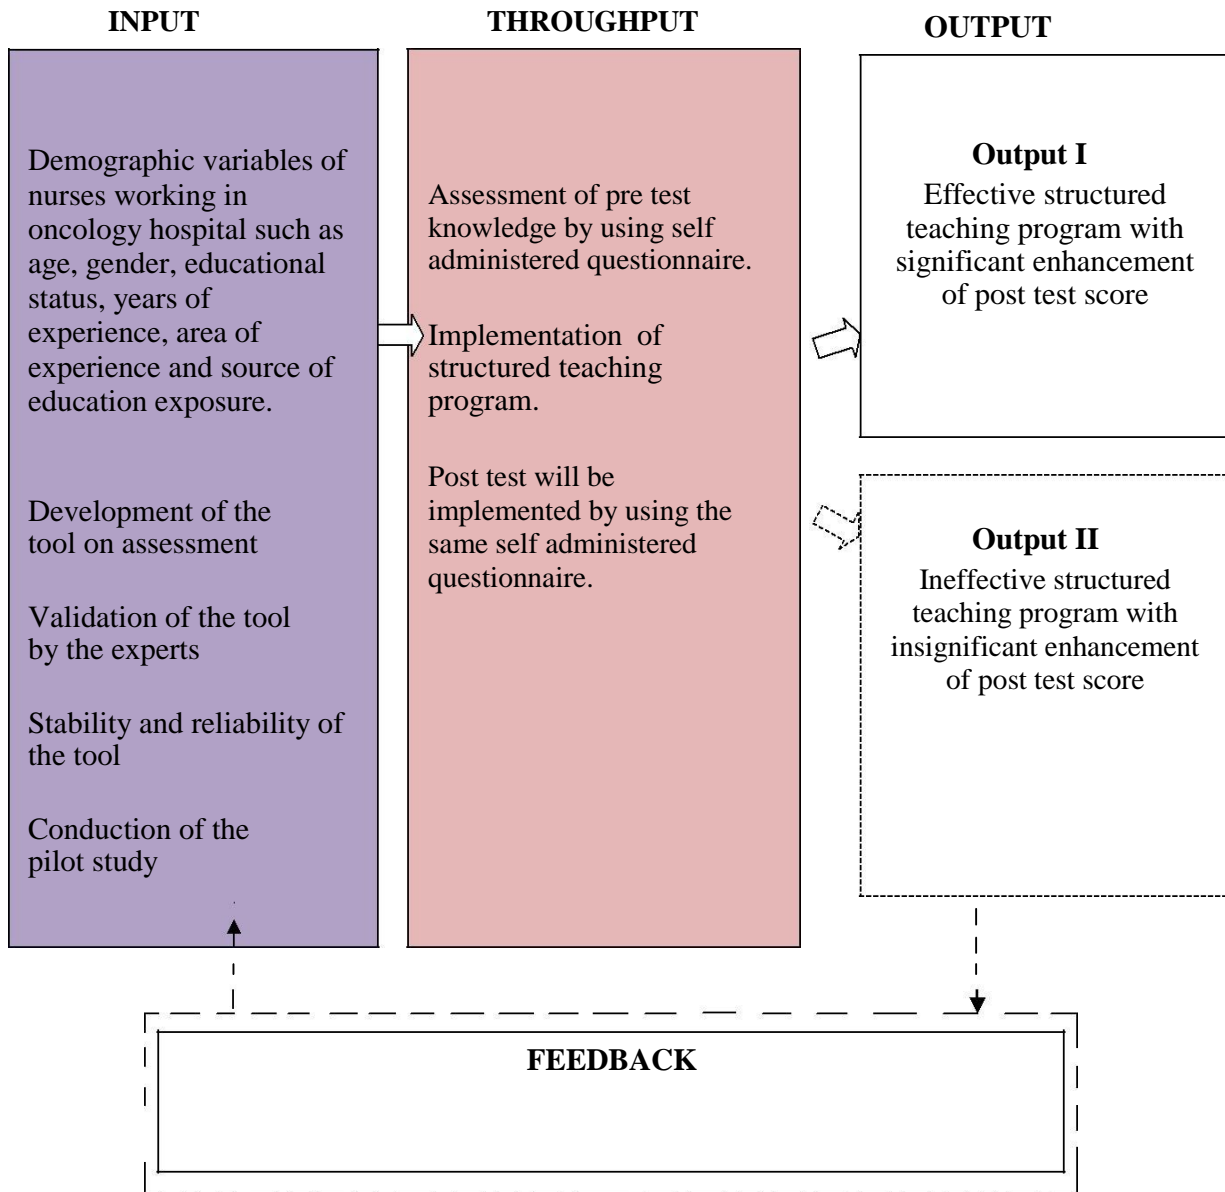 INPUT
THROUGHPUT
OUTPUT
Demographic variables of
nurses working in
oncology hospital such as
age, gender, educational
status, years of
experience, area of
experience and source of
education exposure.
Development of the
tool on assessment
Validation of the tool
by the experts
Stability and reliability of
the tool
Conduction of the
pilot study
Assessment of pre test
knowledge by using self
administered questionnaire.
Implementation of
structured teaching
program.
Post test will be
implemented by using the
same self administered
questionnaire.
Output I
Effective structured
teaching program with
significant enhancement
of post test score
Output II
Ineffective structured
teaching program with
insignificant enhancement
of post test score
FEEDBACK